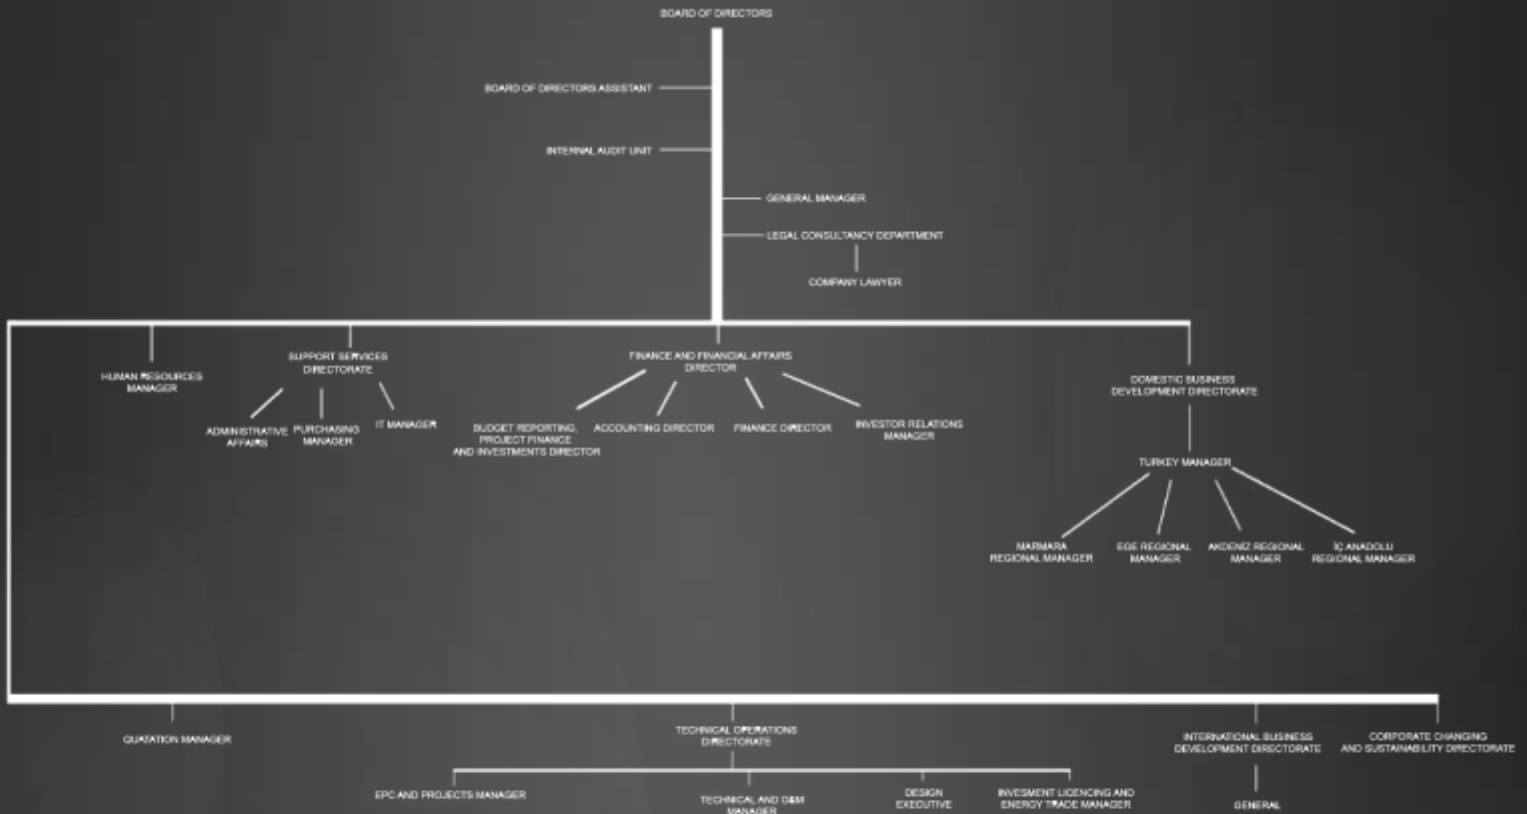 BOARD OF DIRECTORS
BOARD OF DIRECTORS ASSISTANT
INTERNAL AUDIT UNIT
GENERAL MANAGER
LEGAL CONSULTANCY DEPARTMENT
COMPANY LAWYER
HUMAN RESOURCES
MANAGER
SUPPORT SERVICES
DIRECTORATE
ADMINISTRATIVE
AFFAIRS
PURCHASING
MANAGER
IT MANAGER
FINANCE AND FINANCIAL AFFAIRS
DIRECTOR
BUDGET REPORTING,
PROJECT FINANCE
AND INVESTMENTS DIRECTOR
ACCOUNTING DIRECTOR
FINANCE DIRECTOR
INVESTOR RELATIONS
MANAGER
DOMESTIC BUSINESS
DEVELOPMENT DIRECTORATE
TURKEY MANAGER
MARMARA
REGIONAL MANAGER
EGE REGIONAL
MANAGER
AKDENİZ REGIONAL
MANAGER
İÇ ANADOLU
REGIONAL MANAGER
QUATATION MANAGER
TECHNICAL OPERATIONS
DIRECTORATE
EPC AND PROJECTS MANAGER
TECHNICAL AND O&M
MANAGER
DESIGN
EXECUTIVE
INVESMENT LICENCING AND
ENERGY TRADE MANAGER
INTERNATIONAL BUSINESS
DEVELOPMENT DIRECTORATE
GENERAL
CORPORATE CHANGING
AND SUSTAINABILITY DIRECTORATE